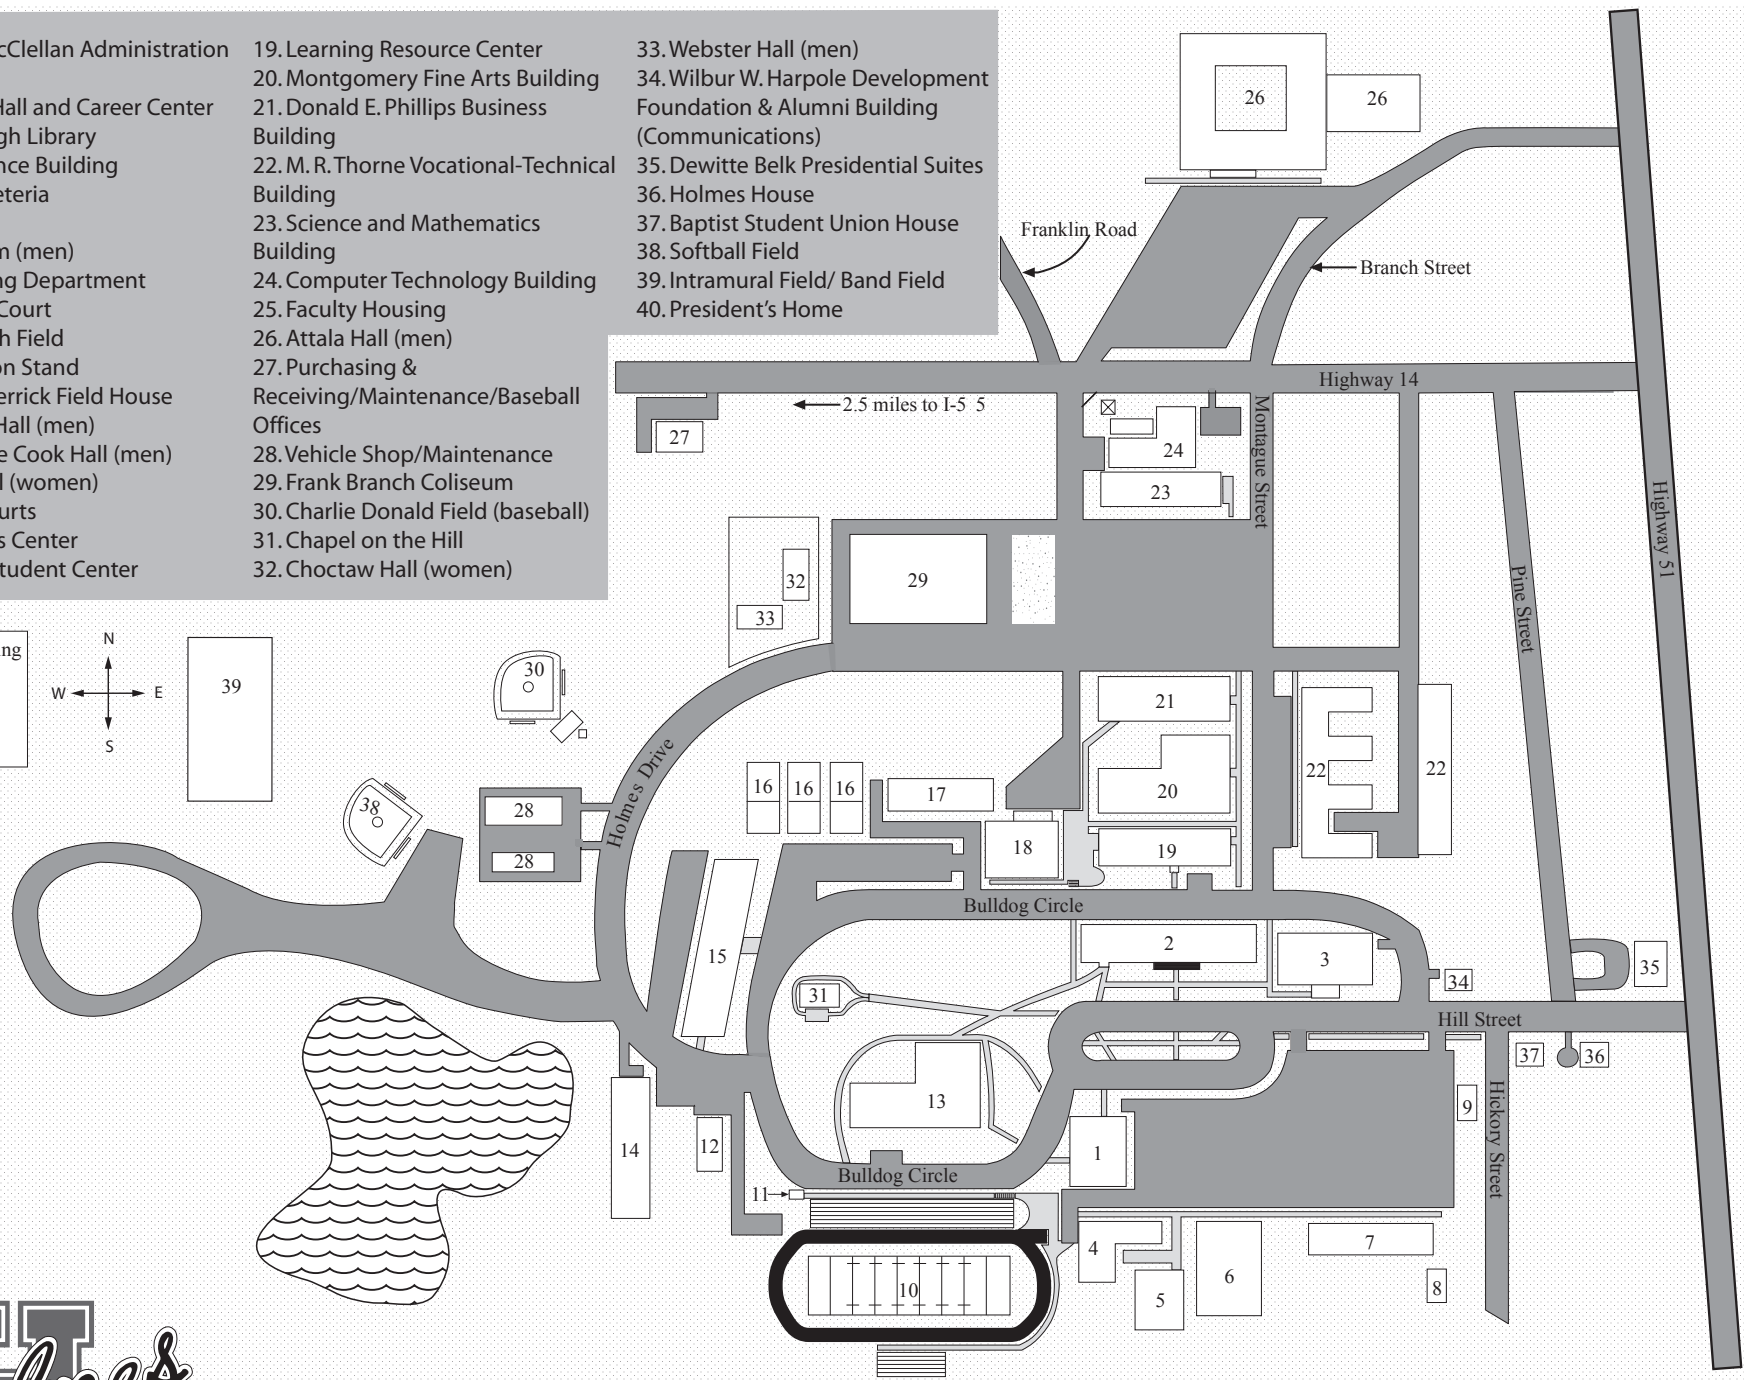 cClellan Administration
Hall and Career Center
gh Library
nce Building
eteria
m (men)
ng Department
Court
h Field
on Stand
errick Field House
Hall (men)
e Cook Hall (men)
l (women)
urts
s Center
tudent Center
19. Learning Resource Center
20. Montgomery Fine Arts Building
21. Donald E. Phillips Business
Building
22. M. R. Thorne Vocational-Technical
Building
23. Science and Mathematics
Building
24. Computer Technology Building
25. Faculty Housing
26. Attala Hall (men)
27. Purchasing &
Receiving/Maintenance/Baseball
Offices
28. Vehicle Shop/Maintenance
29. Frank Branch Coliseum
30. Charlie Donald Field (baseball)
31. Chapel on the Hill
32. Choctaw Hall (women)
33. Webster Hall (men)
34. Wilbur W. Harpole Development
Foundation & Alumni Building
(Communications)
35. Dewitte Belk Presidential Suites
36. Holmes House
37. Baptist Student Union House
38. Softball Field
39. Intramural Field/ Band Field
40. President's Home
26
26
Franklin Road
Branch Street
Highway 14
2.5 miles to I-5 5
27
24
23
Montague Street
Highway 51
Pine Street
29
32
33
ng
N
W
E
S
39
30
38
28
28
Holmes Drive
16
16
16
17
18
21
20
19
22
22
Bulldog Circle
2
3
15
31
34
35
Hill Street
37
36
13
14
12
1
9
Hickory Street
Bulldog Circle
11
10
4
5
6
7
8